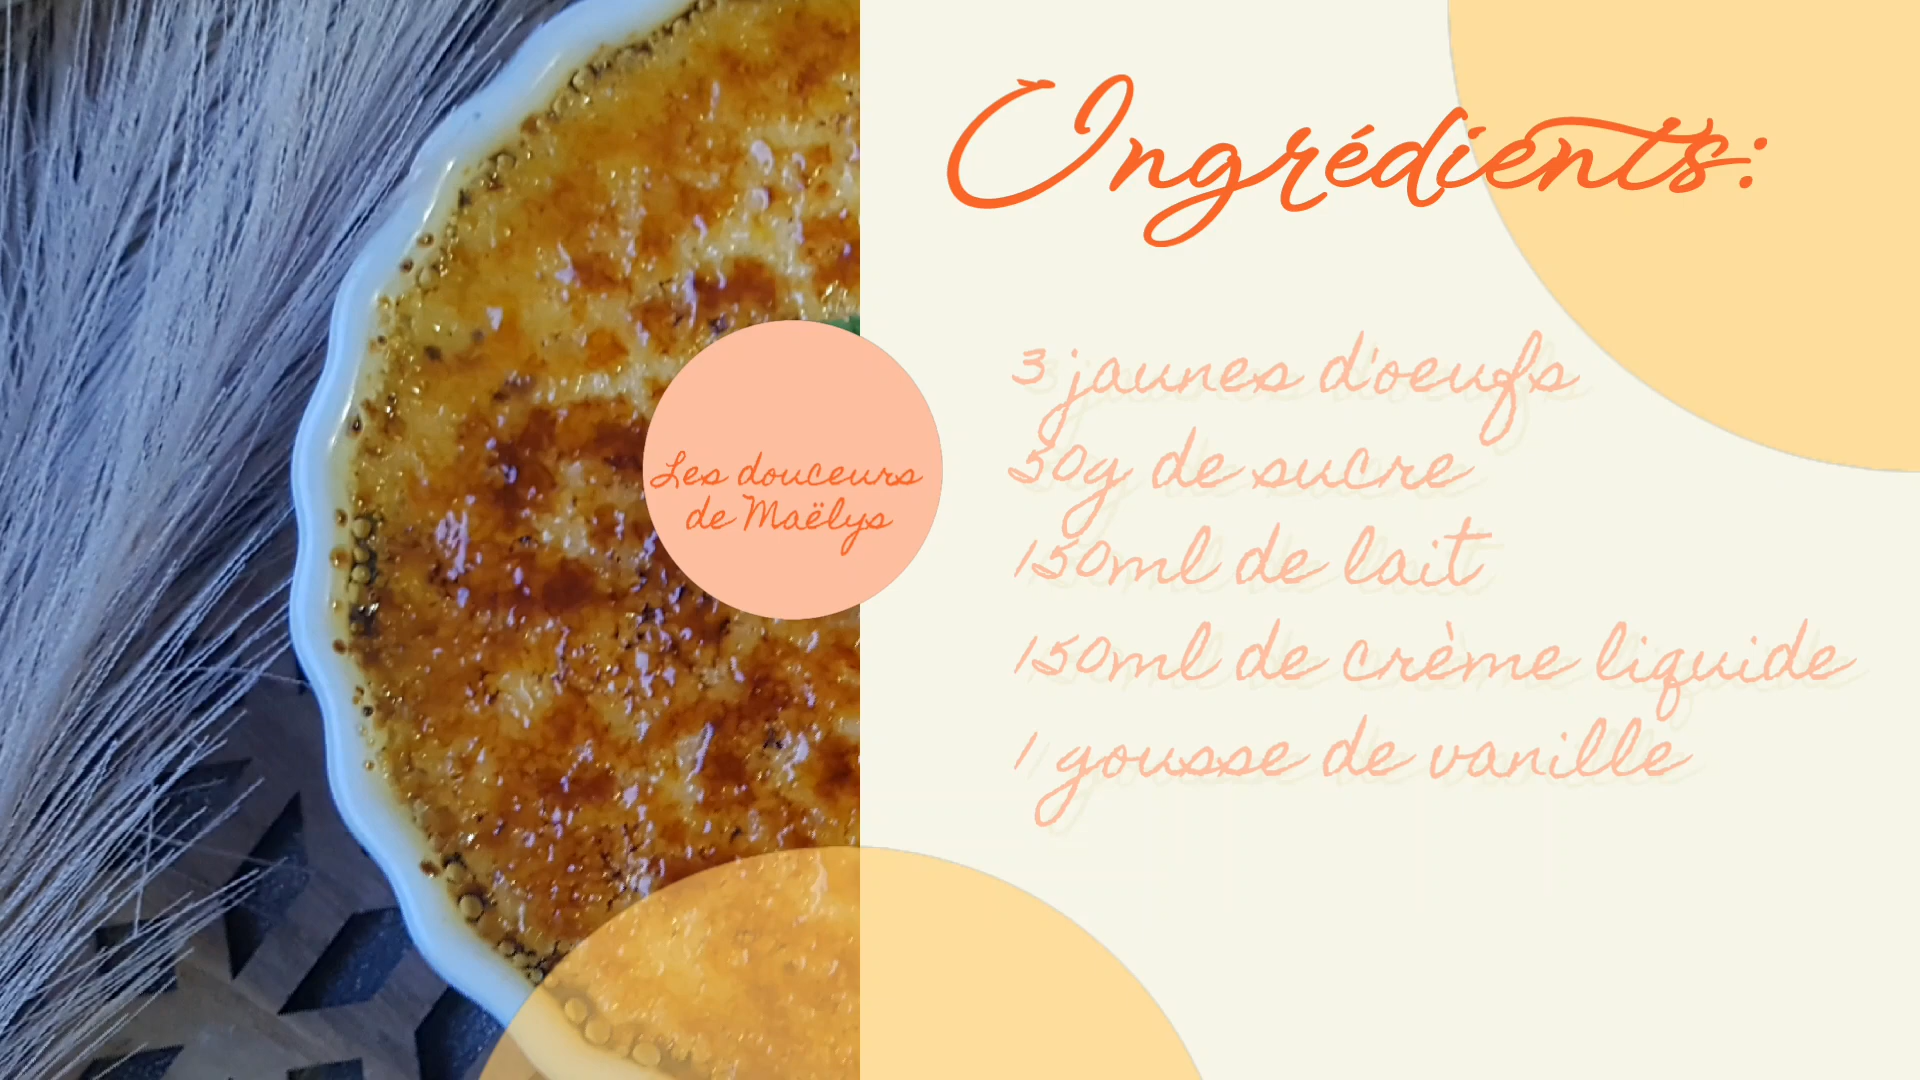 Ingrédients:
3 jaunes d'oeufs
50g de sucre
150ml de lait
150ml de crème liquide
1 gousse de vanille
Les douceurs
de Maëlys